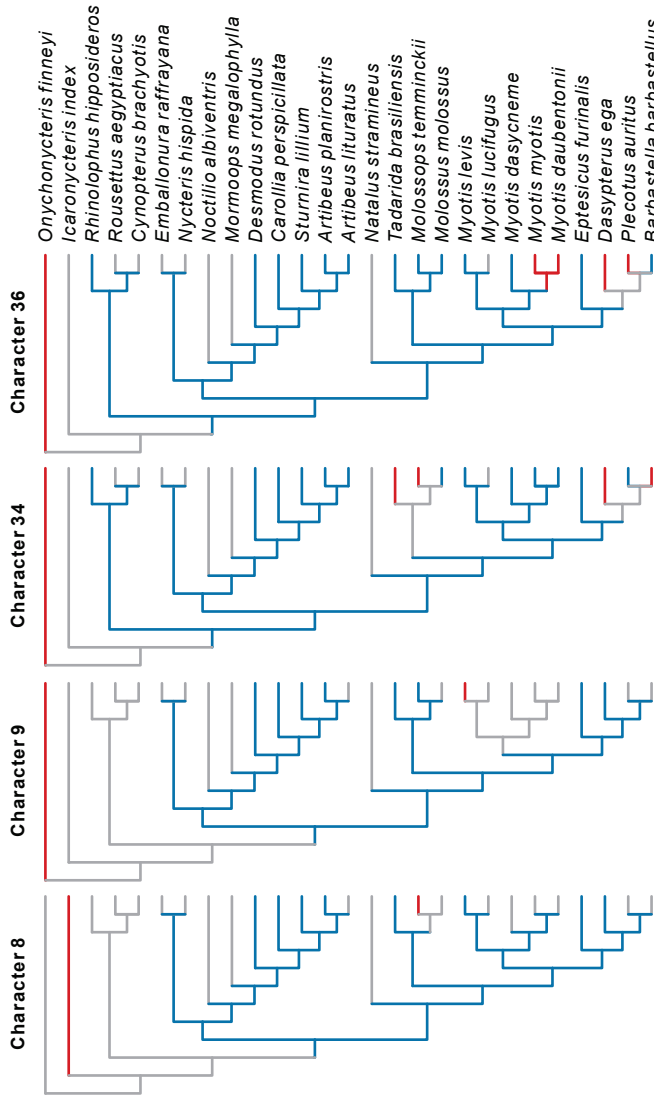 Onychonycteris finneyi
Icaronycteris index
Rhinolophus hipposideros
Rousettus aegyptiacus
Cynopterus brachyotis
Emballonura raffrayana
Nycteris hispida
Noctilio albiventris
Mormoops megalophylla
Desmodus rotundus
Carollia perspicillata
Sturnira lillium
Artibeus planirostris
Artibeus lituratus
Natalus stramineus
Tadarida brasiliensis
Molossops temminckii
Molossus molossus
Myotis levis
Myotis lucifugus
Myotis dasycneme
Myotis myotis
Myotis daubentonii
Eptesicus furinalis
Dasypterus ega
Plecotus auritus
Barbastella barbastellus
Character 36
Character 34
Character 9
Character 8